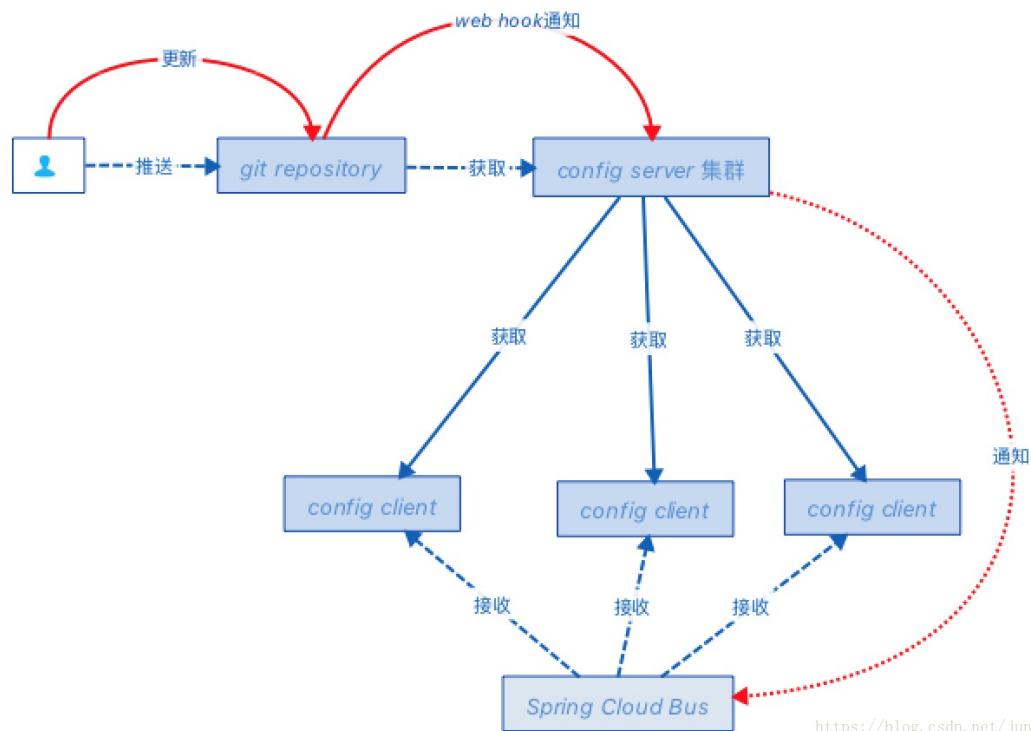 web hook通知
更新
git repository
config server 集群
推送
获取
获取
获取
获取
通知
config client
config client
config client
接收
接收
接收
Spring Cloud Bus
https://blog.csdn.net/jun